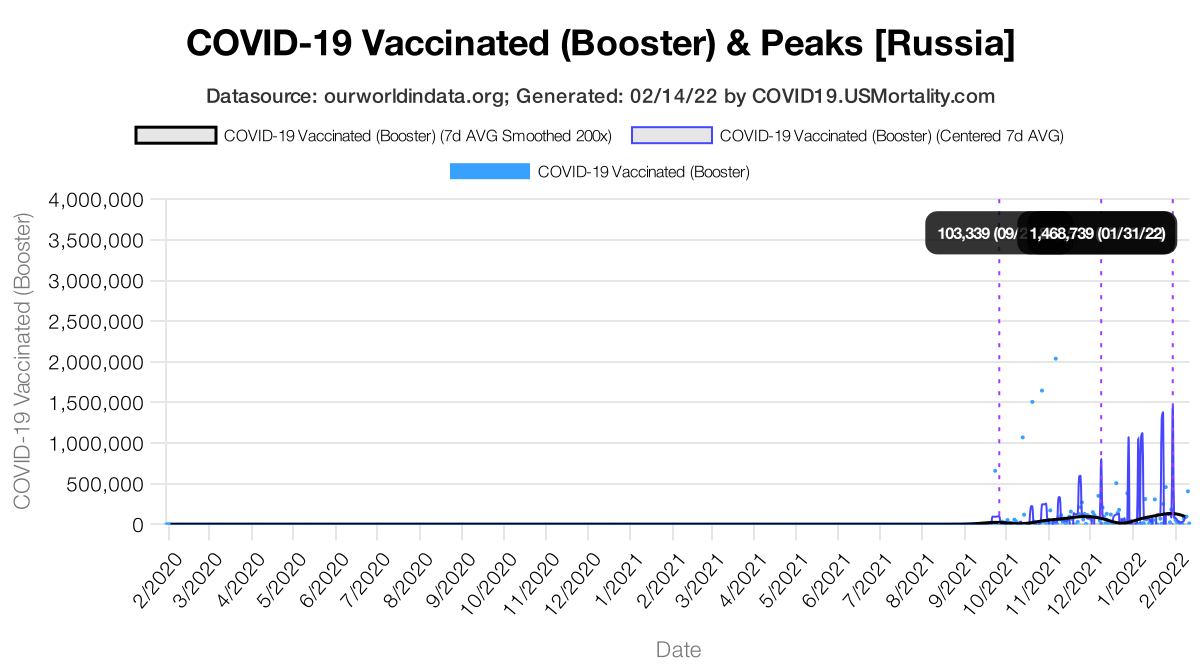 COVID-19 Vaccinated (Booster) & Peaks [Russia]
Datasource: ourworldindata.org; Generated: 02/14/22 by COVID19.USMortality.com
COVID-19 Vaccinated (Booster) (7d AVG Smoothed 200x) COVID-19 Vaccinated (Booster) (Centered 7d AVG)
COVID-19 Vaccinated (Booster)
COVID-19 Vaccinated (Booster)
4,000,000
3,500,000
3,000,000
2,500,000
2,000,000
1,500,000
1,000,000
500,000
0
103,339 (09/ 1,468,739 (01/31/22)
2/2020 3/2020 4/2020 5/2020 6/2020 7/2020 8/2020 9/2020 10/2020 11/2020 12/2020 1/2021 2/2021 3/2021 4/2021 5/2021 6/2021 7/2021 8/2021 9/2021 10/2021 11/2021 12/2021 1/2022 2/2022
Date